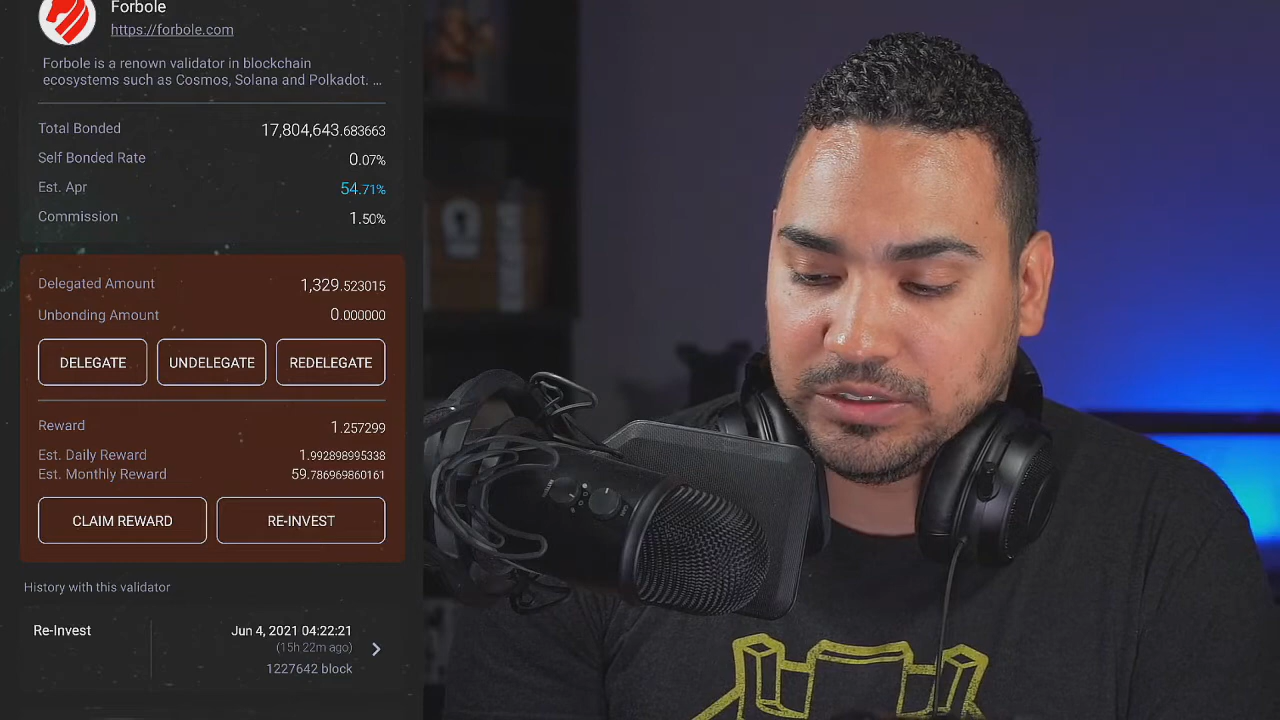 Forbole
https://forbole.com
Forbole is a renown validator in blockchain
ecosystems such as Cosmos, Solana and Polkadot. ...
Total Bonded 17,804,643.683663
Self Bonded Rate 0.07%
Est. Apr 54.71%
Commission 1.50%
Delegated Amount 1,329.523015
Unbonding Amount 0.000000
DELEGATE UNDELEGATE REDELEGATE
Reward 1.257299
Est. Daily Reward 1.992898995338
Est. Monthly Reward 59.786969860161
CLAIM REWARD RE-INVEST
History with this validator
Re-Invest Jun 4, 2021 04:22:21
(15h 22m ago)
1227642 block